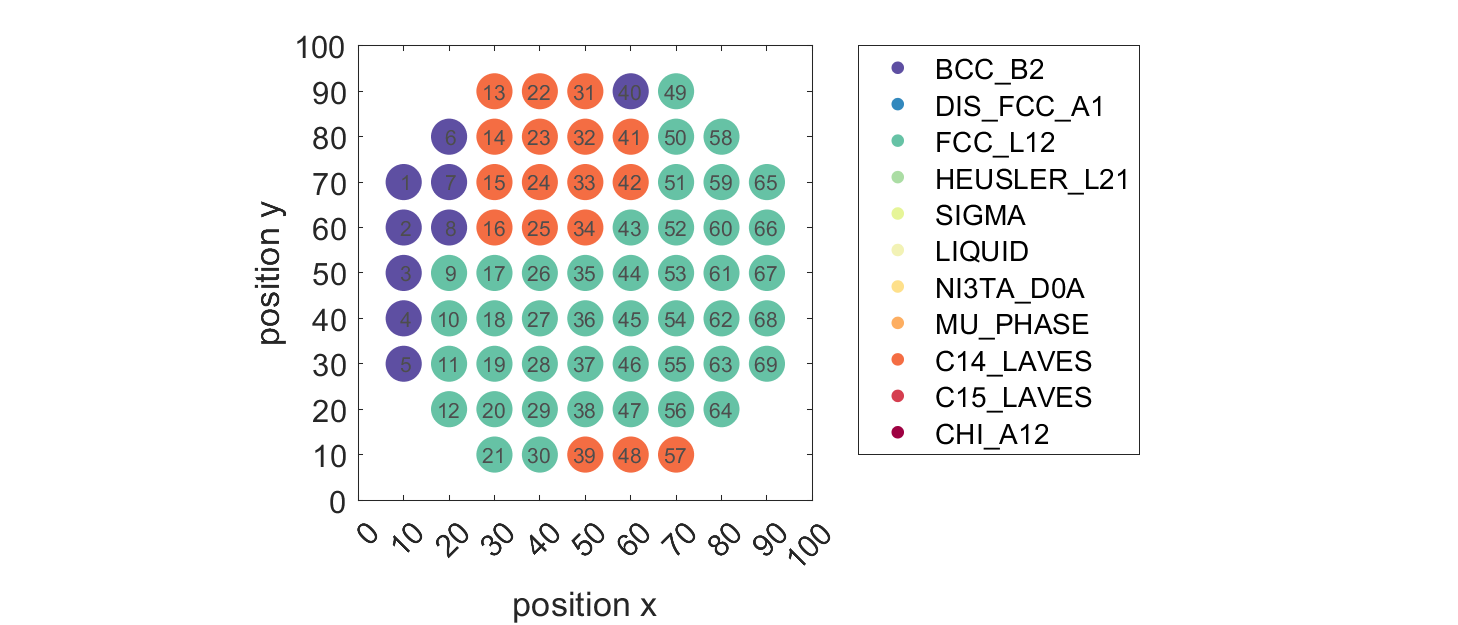 100
90 13 22 31 40 49
80 6 14 23 32 41 50 58
70 1 7 15 24 33 42 51 59 65
60 2 8 16 25 34 43 52 60 66
50 3 9 17 26 35 44 53 61 67
40 4 10 18 27 36 45 54 62 68
30 5 11 19 28 37 46 55 63 69
20 12 20 29 38 47 56 64
10 21 30 39 48 57
0
0 10 20 30 40 50 60 70 80 90 100
position x
position y
BCC_B2
DIS_FCC_A1
FCC_L12
HEUSLER_L21
SIGMA
LIQUID
NI3TA_D0A
MU_PHASE
C14_LAVES
C15_LAVES
CHI_A12